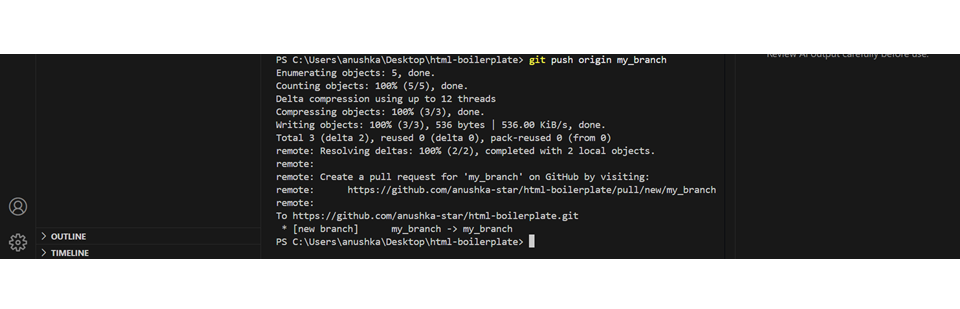 PS C:\Users\anushka\Desktop\html-boilerplate> git push origin my_branch
Review AI output carefully before use.
Enumerating objects: 5, done.
Counting objects: 100% (5/5), done.
Delta compression using up to 12 threads
Compressing objects: 100% (3/3), done.
Writing objects: 100% (3/3), 536 bytes | 536.00 KiB/s, done.
Total 3 (delta 2), reused 0 (delta 0), pack-reused 0 (from 0)
remote: Resolving deltas: 100% (2/2), completed with 2 local objects.
remote:
remote: Create a pull request for 'my_branch' on GitHub by visiting:
remote:      https://github.com/anushka-star/html-boilerplate/pull/new/my_branch
remote:
To https://github.com/anushka-star/html-boilerplate.git
 * [new branch]      my_branch -> my_branch
PS C:\Users\anushka\Desktop\html-boilerplate>
OUTLINE
TIMELINE